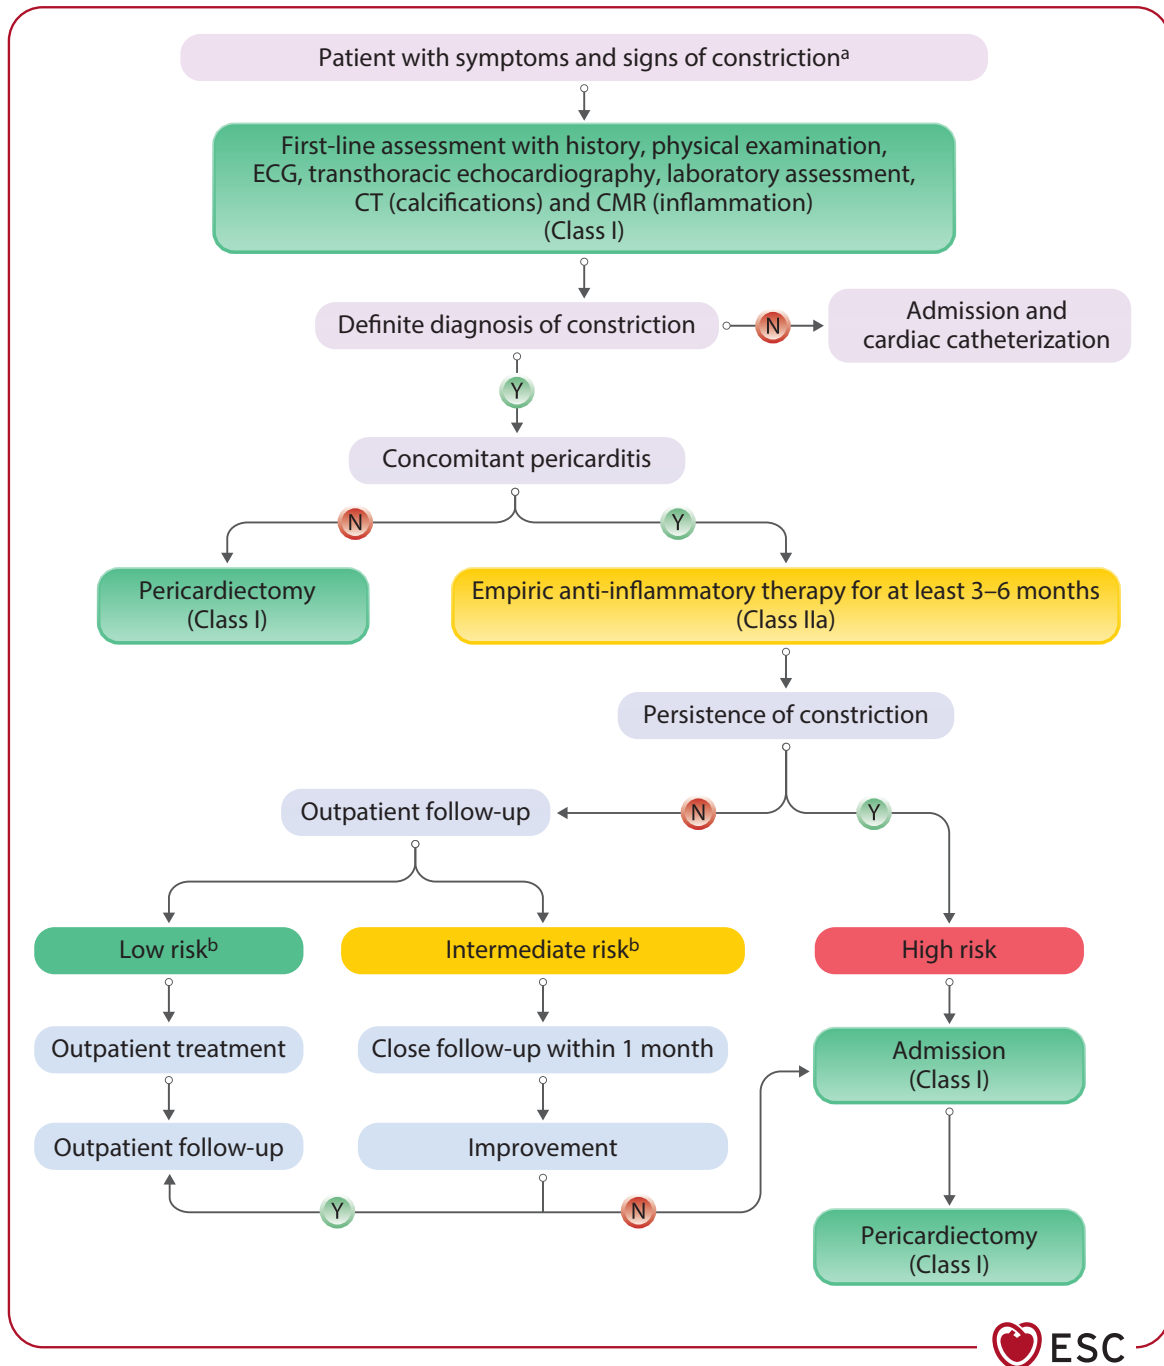 Patient with symptoms and signs of constrictionᵃ
First-line assessment with history, physical examination,
ECG, transthoracic echocardiography, laboratory assessment,
CT (calcifications) and CMR (inflammation)
(Class I)
Definite diagnosis of constriction
N
Admission and
cardiac catheterization
Y
Concomitant pericarditis
N
Y
Pericardiectomy
(Class I)
Empiric anti-inflammatory therapy for at least 3–6 months
(Class IIa)
Persistence of constriction
Outpatient follow-up
N
Y
Low riskᵇ
Intermediate riskᵇ
High risk
Outpatient treatment
Close follow-up within 1 month
Admission
(Class I)
Outpatient follow-up
Improvement
Y
N
Pericardiectomy
(Class I)
ESC